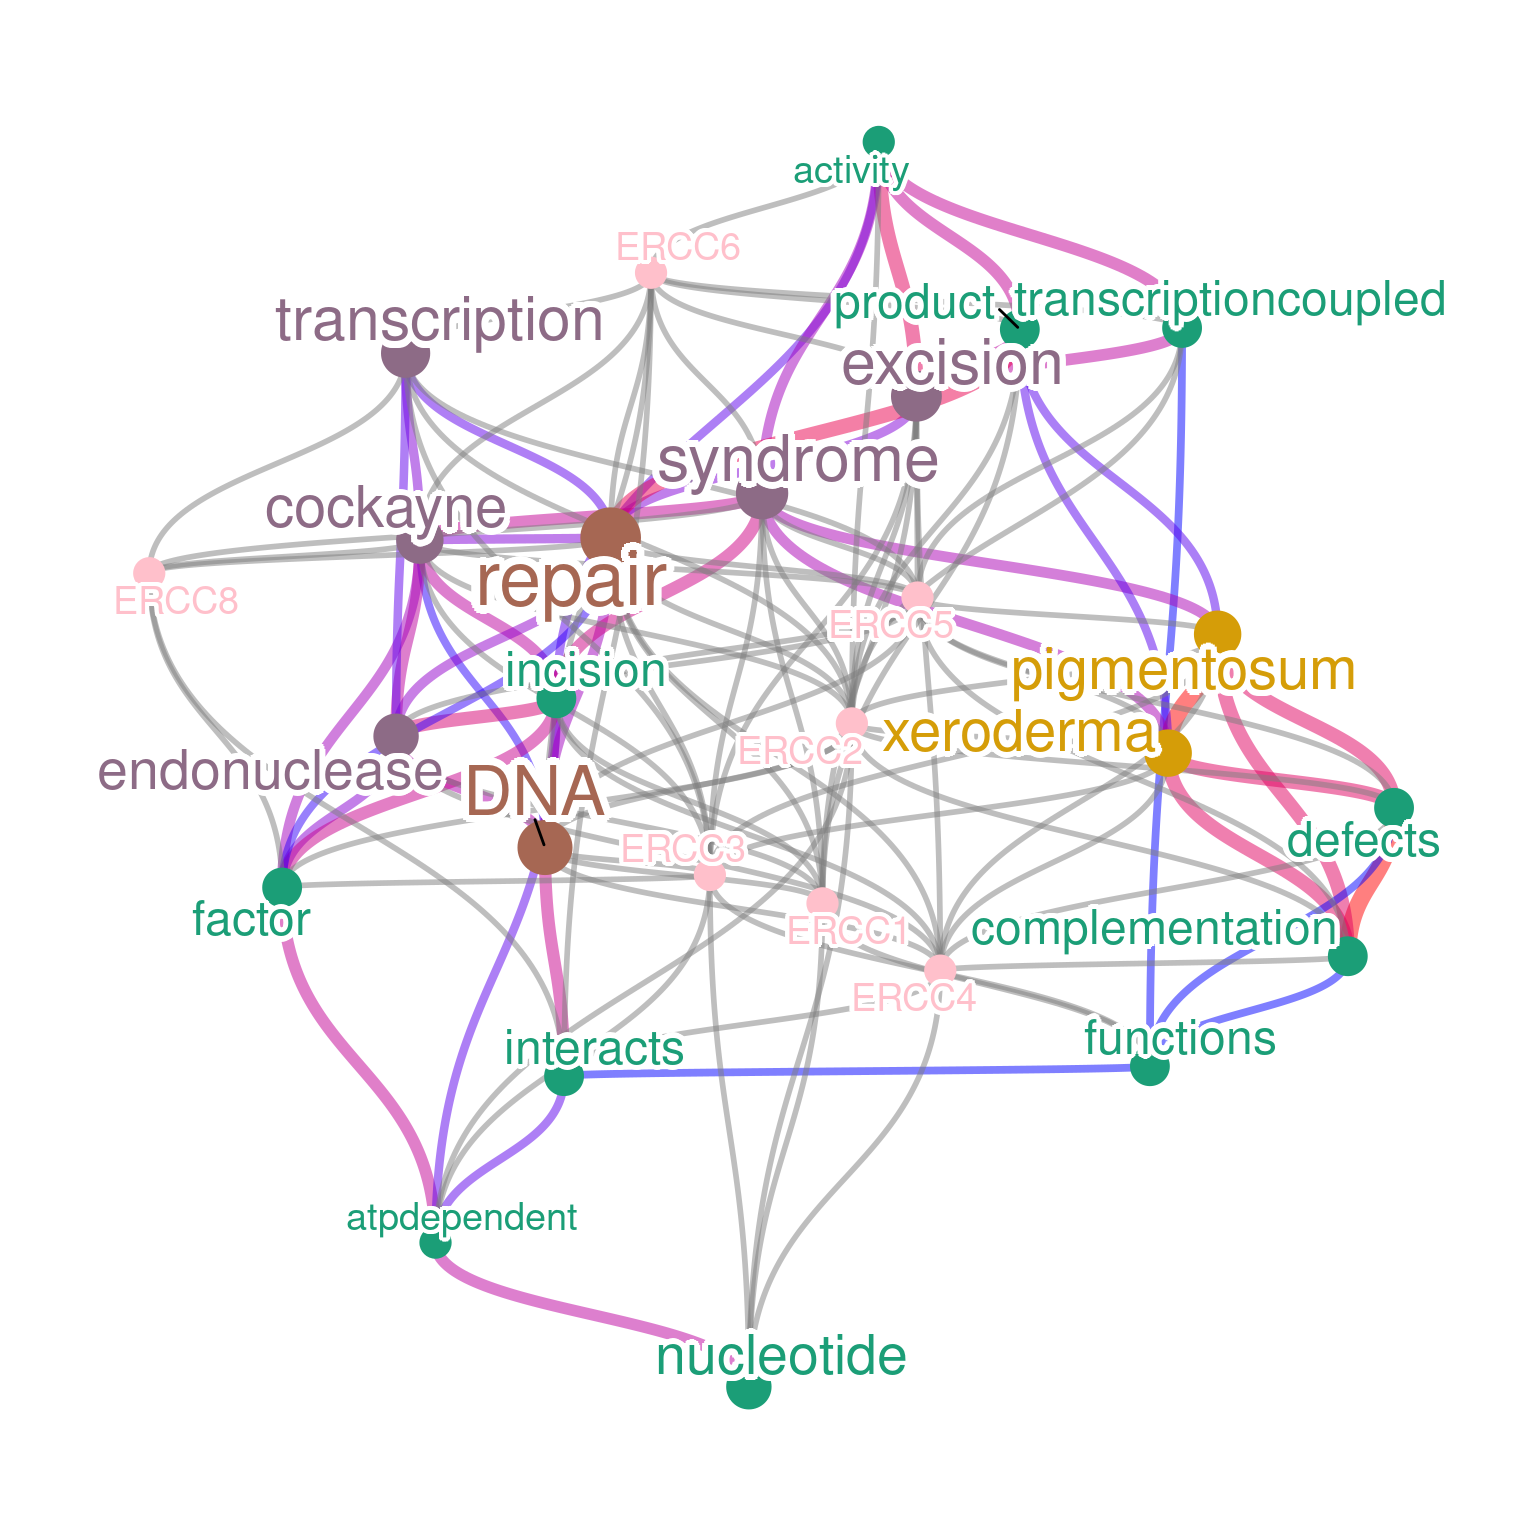 activity
ERCC6
product
transcriptioncoupled
transcription
excision
syndrome
cockayne
repair
ERCC8
ERCC5
incision
pigmentosum
xeroderma
ERCC2
endonuclease
DNA
ERCC3
defects
factor
ERCC1
complementation
ERCC4
interacts
functions
atpdependent
nucleotide